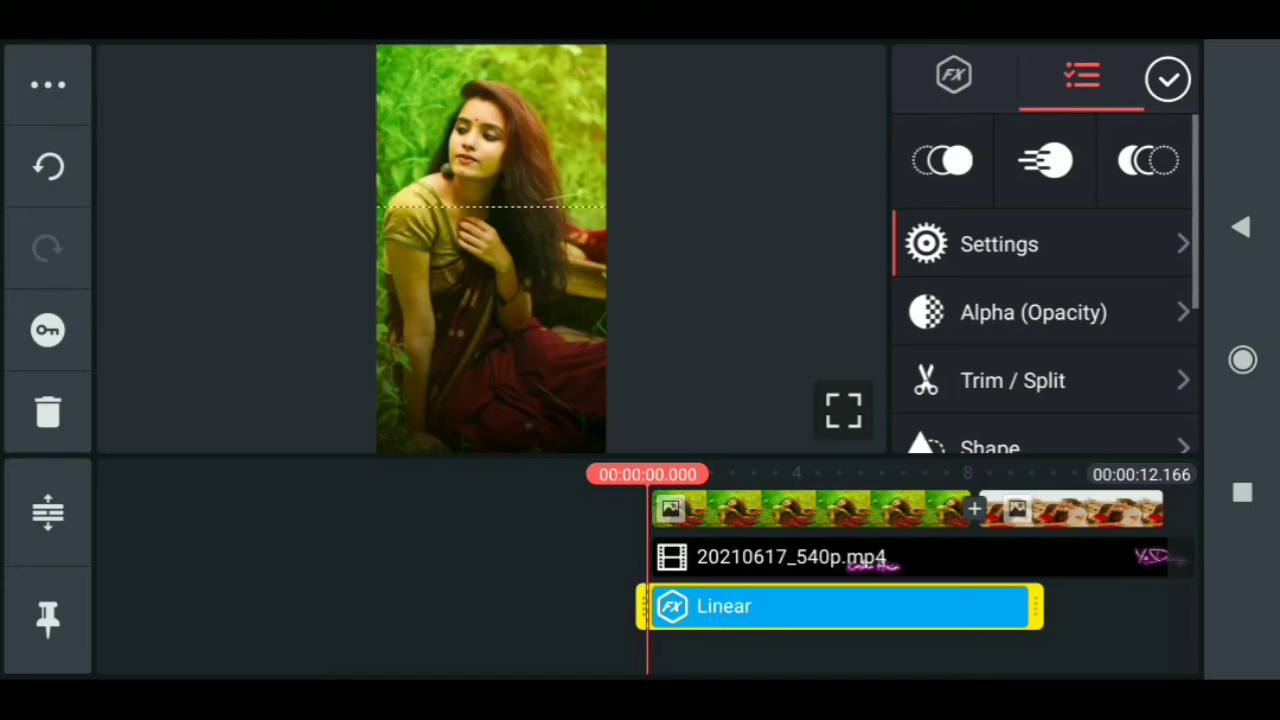 FX
Settings
Alpha (Opacity)
Trim / Split
Shape
00:00:00.000
4
8
00:00:12.166
20210617_540p.mp4
FX Linear